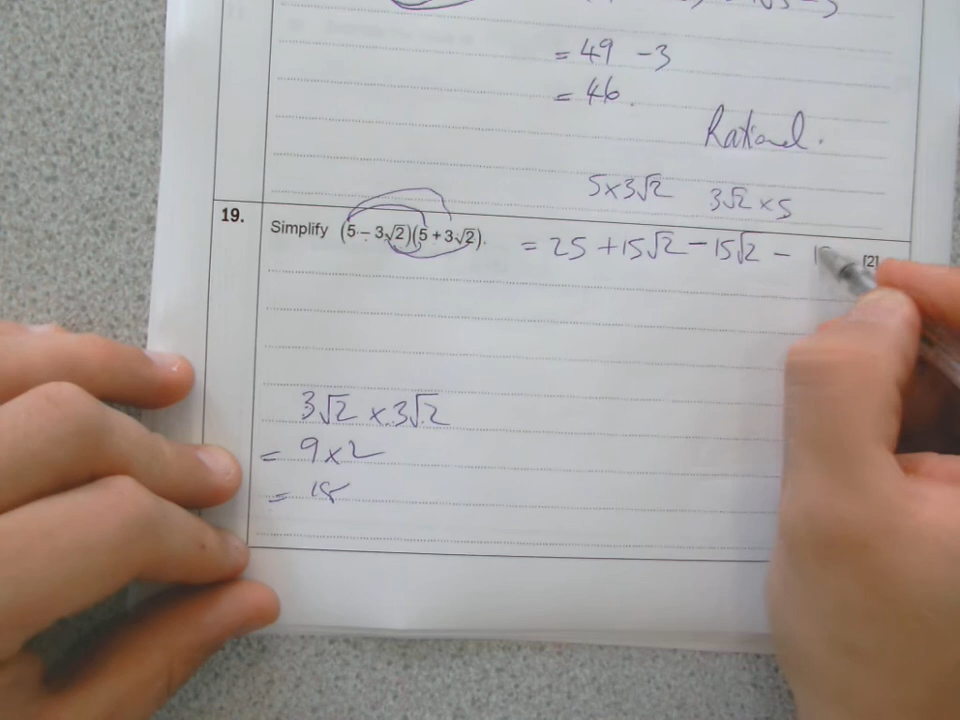 = 49 - 3
= 46.
Rational.
5 × 3√2 3√2 × 5
19. Simplify (5 - 3√2)(5 + 3√2). = 25 + 15√2 - 15√2 - [2]
3√2 × 3√2
= 9 × 2
= 18